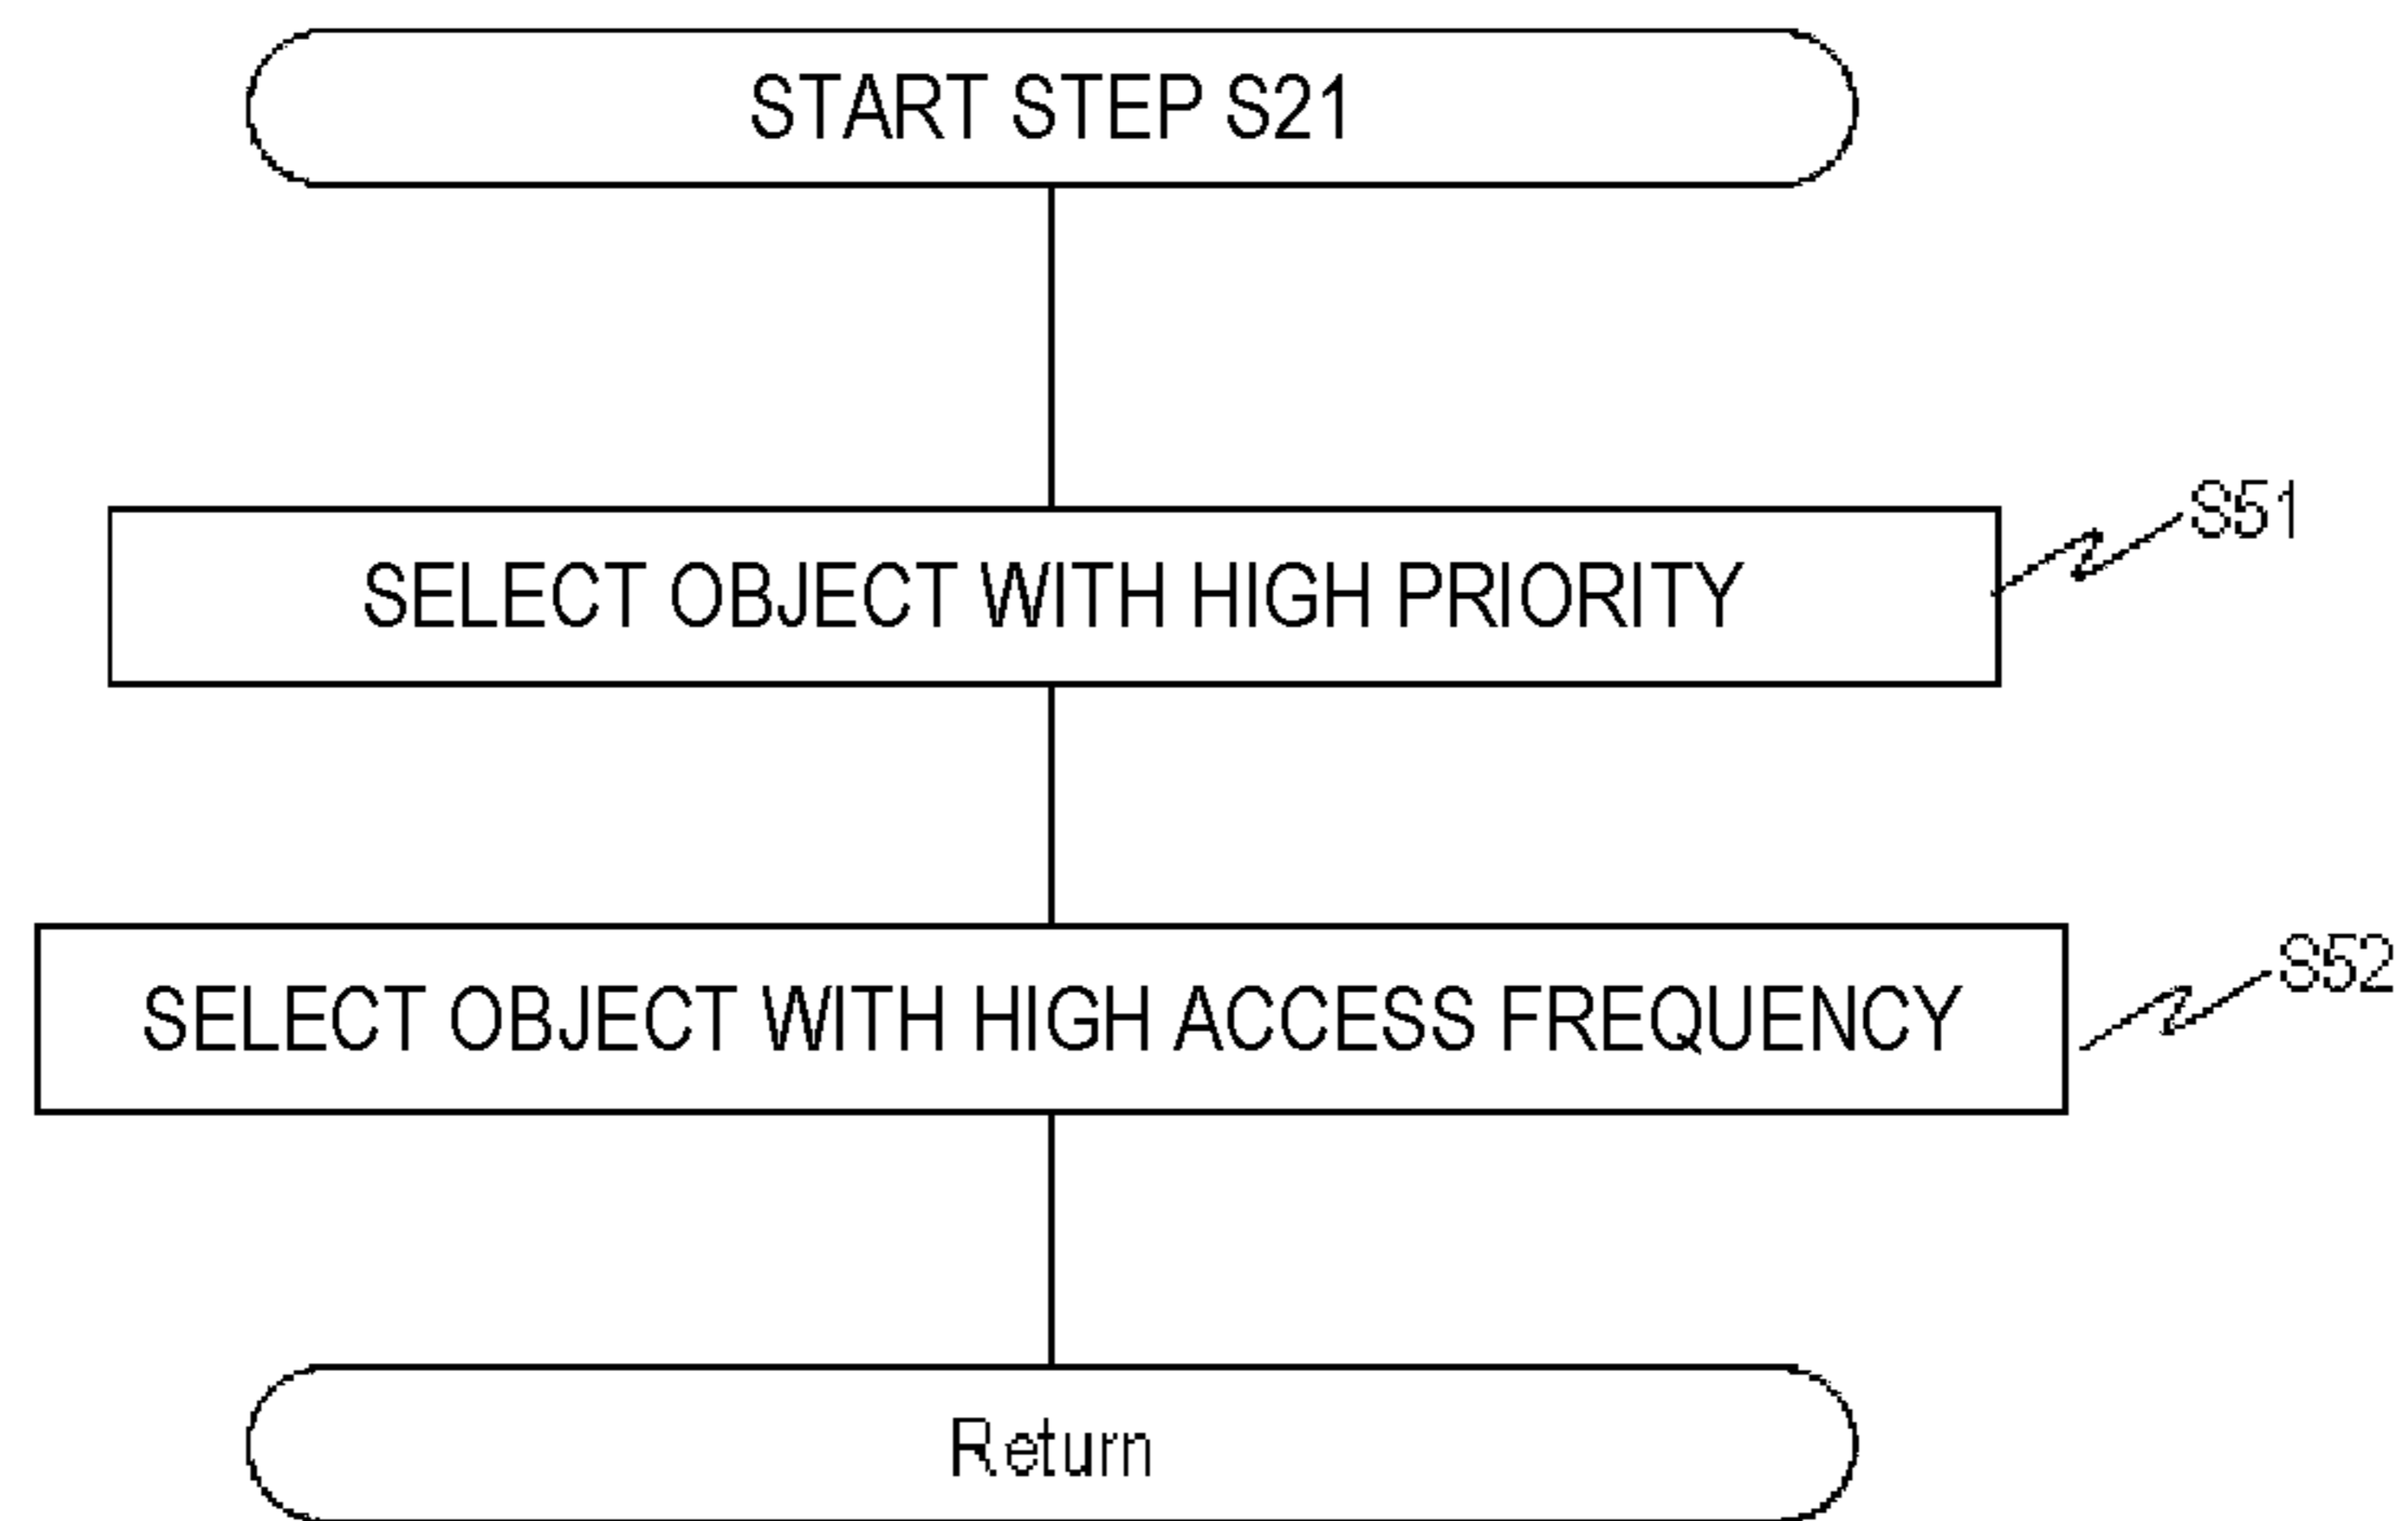 START STEP S21
S51
SELECT OBJECT WITH HIGH PRIORITY
S52
SELECT OBJECT WITH HIGH ACCESS FREQUENCY
Return